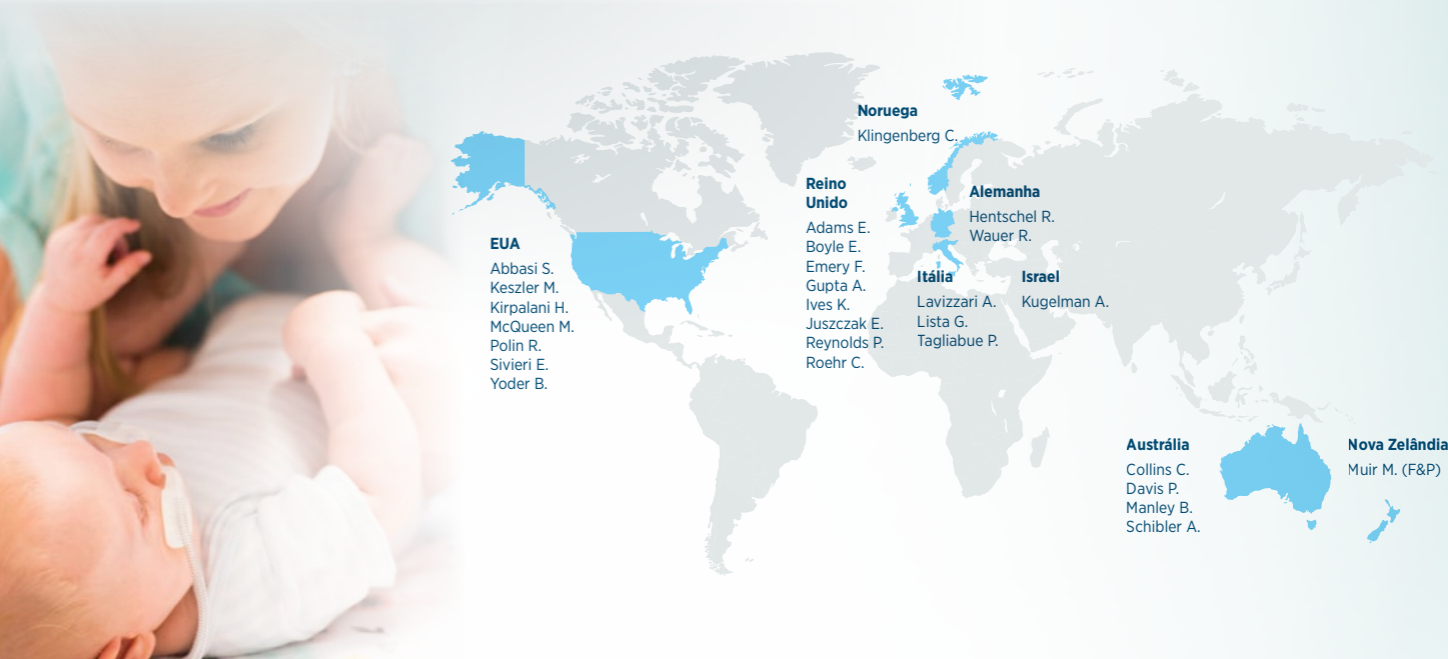 Noruega
Klingenberg C.
Reino
Unido
Adams E.
Boyle E.
Emery F.
Gupta A.
Ives K.
Juszczak E.
Reynolds P.
Roehr C.
Alemanha
Hentschel R.
Wauer R.
EUA
Abbasi S.
Keszler M.
Kirpalani H.
McQueen M.
Polin R.
Sivieri E.
Yoder B.
Itália
Lavizzari A.
Lista G.
Tagliabue P.
Israel
Kugelman A.
Austrália
Collins C.
Davis P.
Manley B.
Schibler A.
Nova Zelândia
Muir M. (F&P)